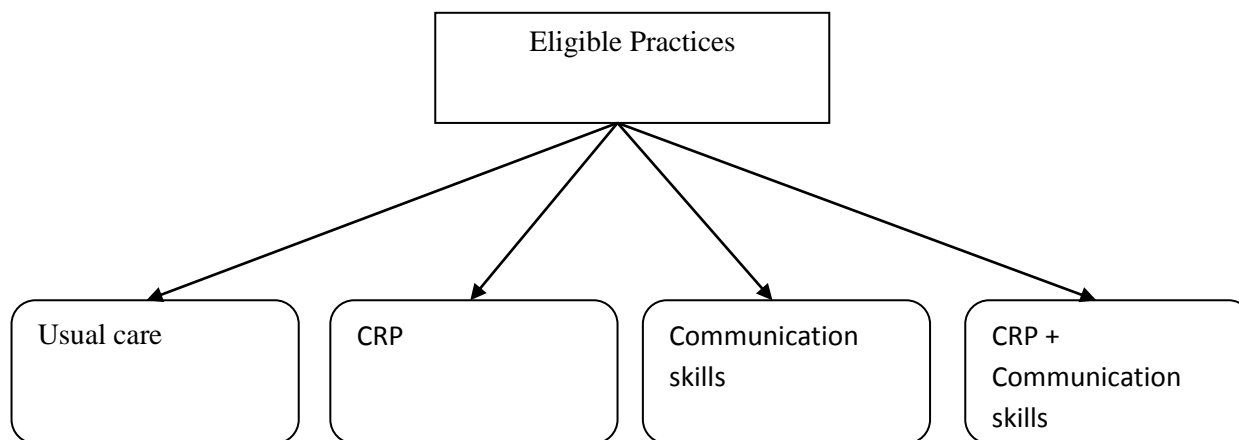 Eligible Practices
Usual care
CRP
Communication
skills
CRP +
Communication
skills